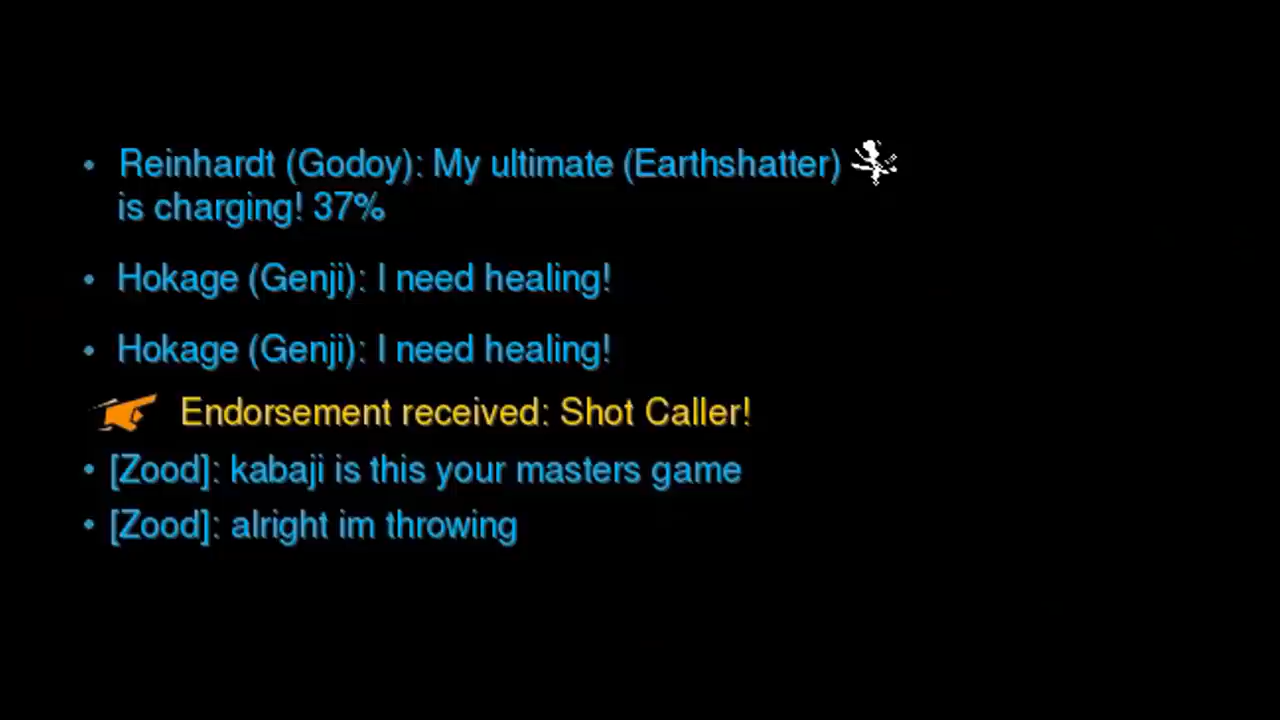 • Reinhardt (Godoy): My ultimate (Earthshatter)
is charging! 37%
• Hokage (Genji): I need healing!
• Hokage (Genji): I need healing!
Endorsement received: Shot Caller!
• [Zood]: kabaji is this your masters game
• [Zood]: alright im throwing